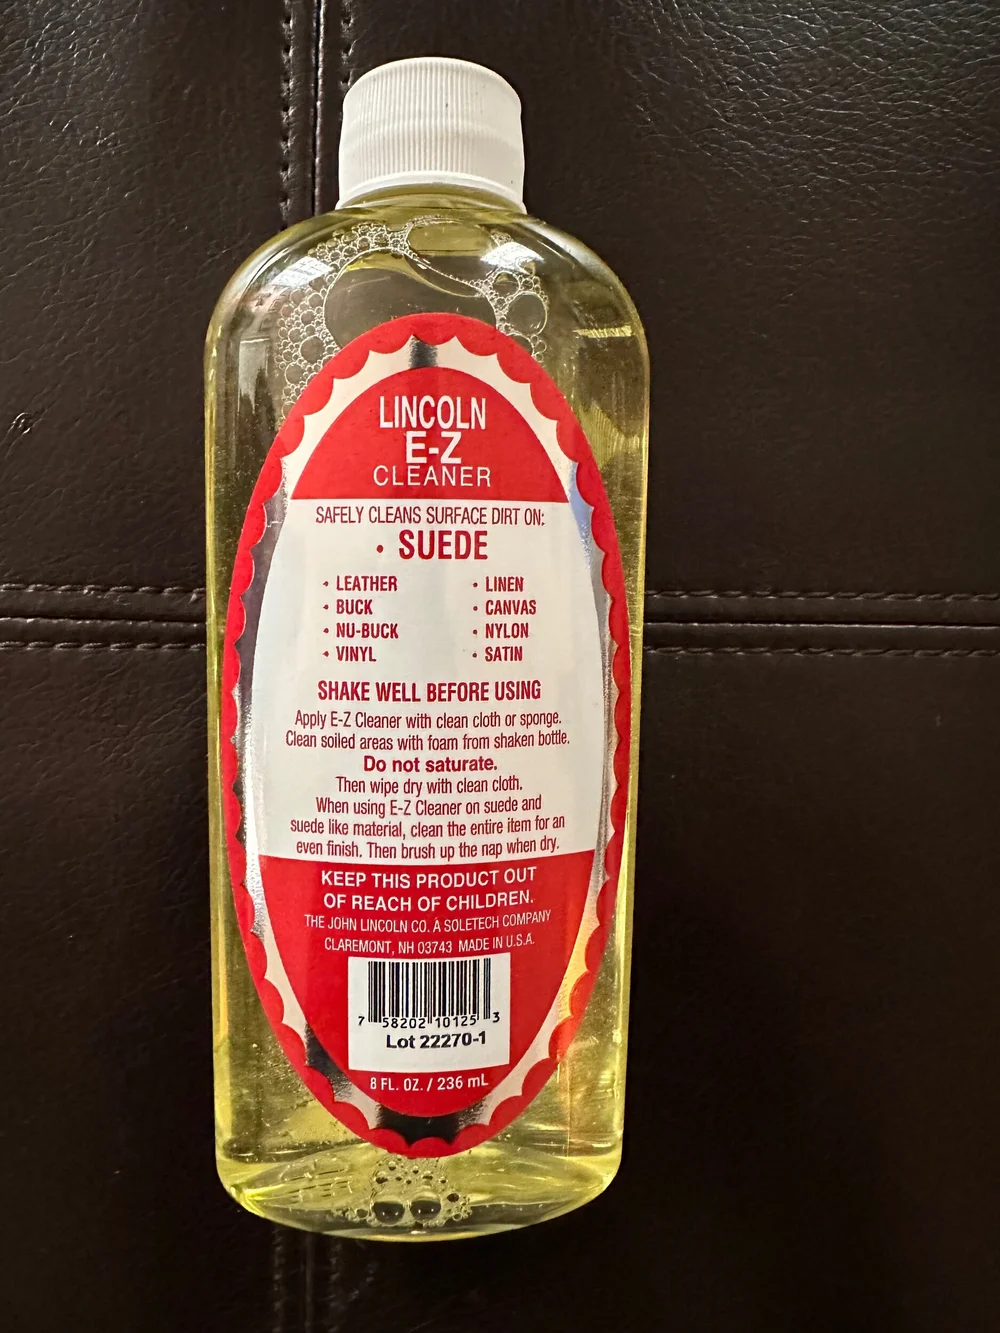 LINCOLN
E-Z
CLEANER
SAFELY CLEANS SURFACE DIRT ON:
• SUEDE
• LEATHER • LINEN
• BUCK • CANVAS
• NU-BUCK • NYLON
• VINYL • SATIN
SHAKE WELL BEFORE USING
Apply E-Z Cleaner with clean cloth or sponge.
Clean soiled areas with foam from shaken bottle.
Do not saturate.
Then wipe dry with clean cloth.
When using E-Z Cleaner on suede and
suede like material, clean the entire item for an
even finish. Then brush up the nap when dry.
KEEP THIS PRODUCT OUT
OF REACH OF CHILDREN.
THE JOHN LINCOLN CO. A SOLETECH COMPANY
CLAREMONT, NH 03743 MADE IN U.S.A.
7 58202 10125 3
Lot 22270-1
8 FL. OZ. / 236 mL